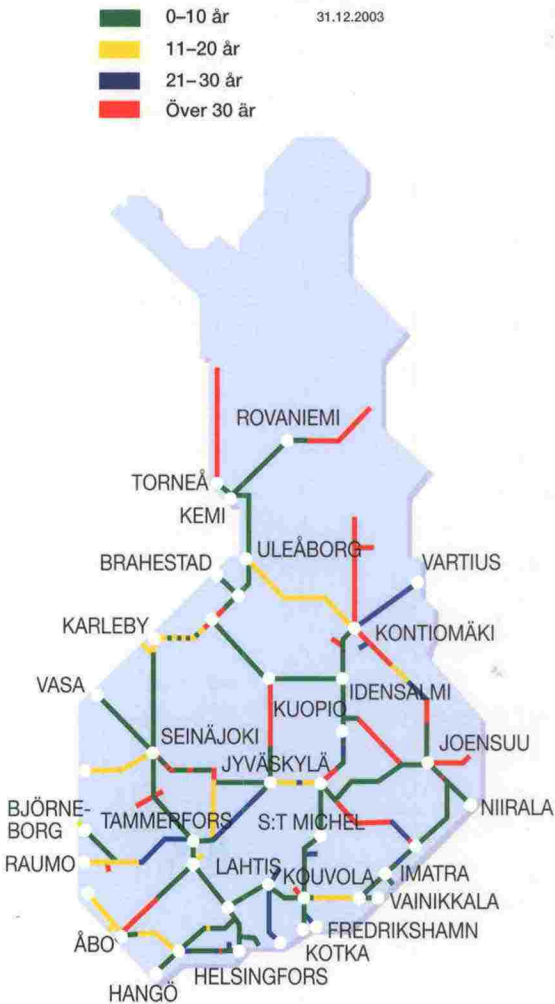 0–10 år
31.12.2003
11–20 år
21–30 år
Över 30 är
ROVANIEMI
TORNEÅ
KEMI
ULEÅBORG
BRAHESTAD
VARTIUS
KARLEBY
KONTIOMÄKI
VASA
IDENSALMI
KUOPIO
SEINÄJOKI
JOENSUU
JYVÄSKYLÄ
BJÖRNE-
BORG
TAMMERFORS
S:T MICHEL
NIIRALA
RAUMO
LAHTIS
KOUVOLA
IMATRA
VAINIKKALA
ÅBO
FREDRIKSHAMN
KOTKA
HELSINGFORS
HANGÖ